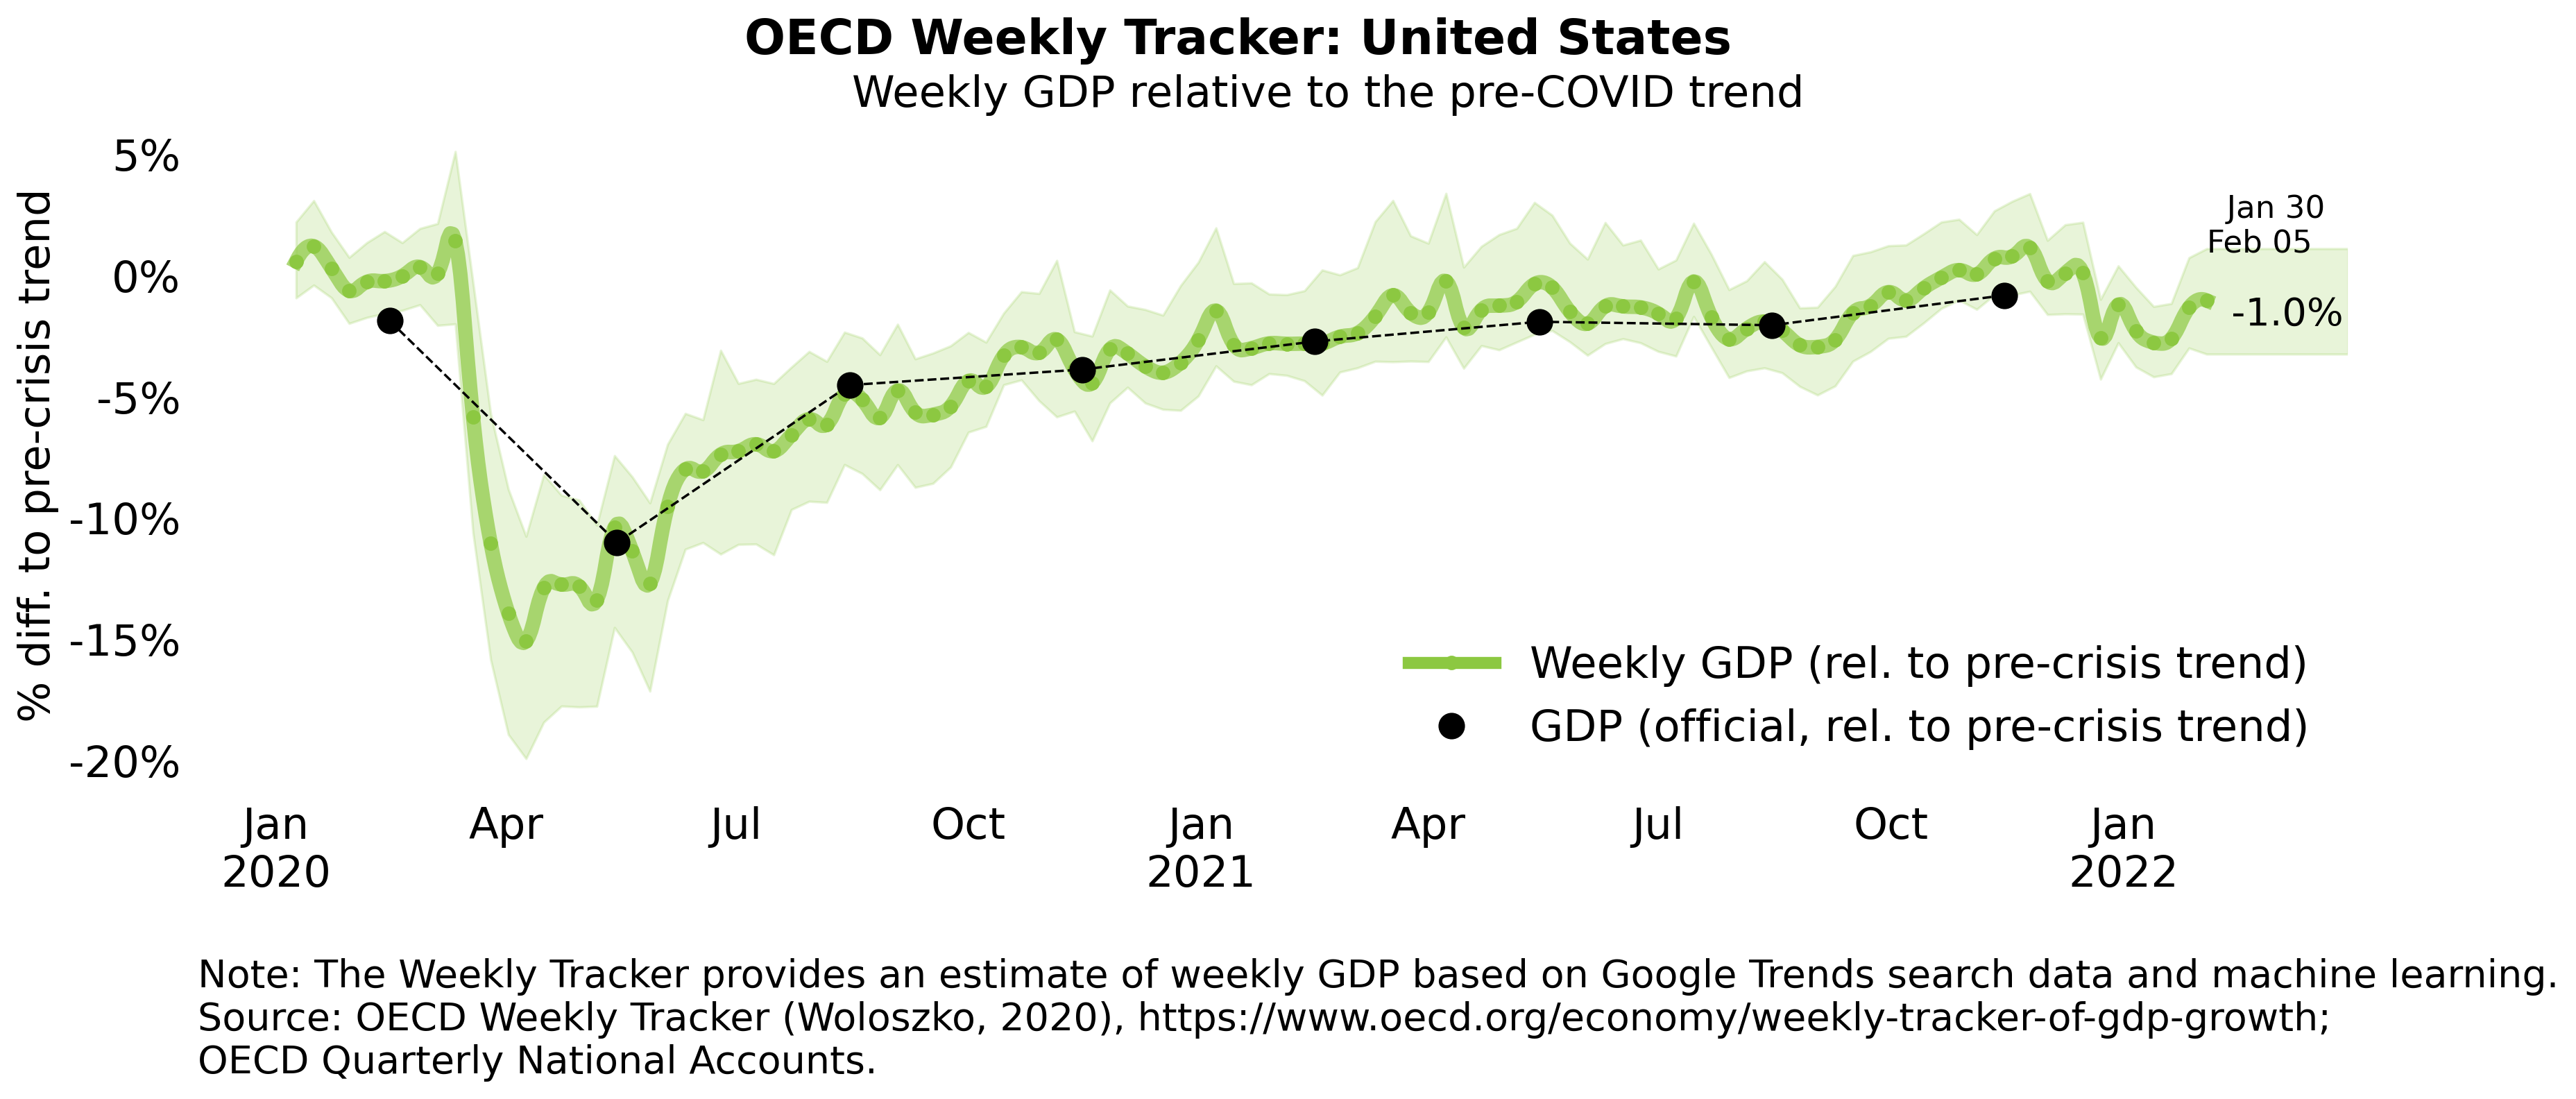 OECD Weekly Tracker: United States
Weekly GDP relative to the pre-COVID trend
% diff. to pre-crisis trend
5%
0%
-5%
-10%
-15%
-20%
Jan 30
Feb 05
-1.0%
Weekly GDP (rel. to pre-crisis trend)
GDP (official, rel. to pre-crisis trend)
Jan Apr Jul Oct Jan Apr Jul Oct Jan
2020 2021 2022
Note: The Weekly Tracker provides an estimate of weekly GDP based on Google Trends search data and machine learning.
Source: OECD Weekly Tracker (Woloszko, 2020), https://www.oecd.org/economy/weekly-tracker-of-gdp-growth;
OECD Quarterly National Accounts.